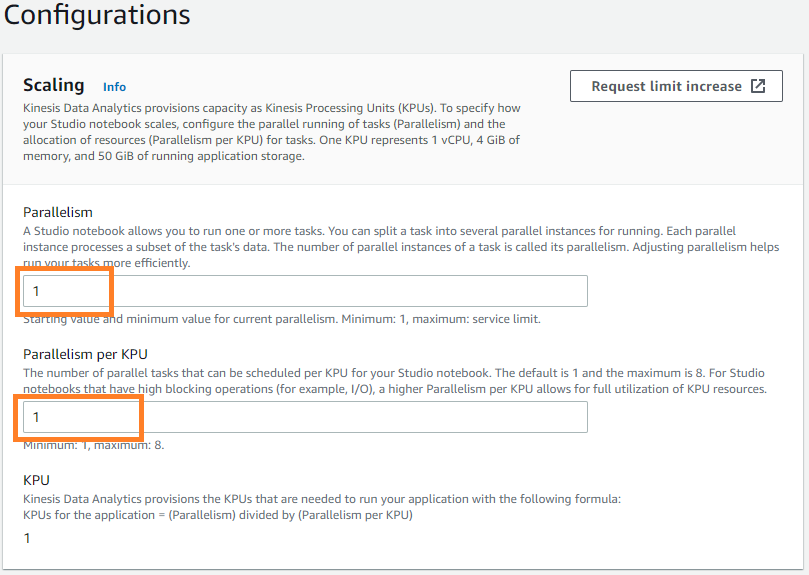 Configurations
Scaling Info
Request limit increase
Kinesis Data Analytics provisions capacity as Kinesis Processing Units (KPUs). To specify how
your Studio notebook scales, configure the parallel running of tasks (Parallelism) and the
allocation of resources (Parallelism per KPU) for tasks. One KPU represents 1 vCPU, 4 GiB of
memory, and 50 GiB of running application storage.
Parallelism
A Studio notebook allows you to run one or more tasks. You can split a task into several parallel instances for running. Each parallel
instance processes a subset of the task's data. The number of parallel instances of a task is called its parallelism. Adjusting parallelism helps
run your tasks more efficiently.
1
Starting value and minimum value for current parallelism. Minimum: 1, maximum: service limit.
Parallelism per KPU
The number of parallel tasks that can be scheduled per KPU for your Studio notebook. The default is 1 and the maximum is 8. For Studio
notebooks that have high blocking operations (for example, I/O), a higher Parallelism per KPU allows for full utilization of KPU resources.
1
Minimum: 1, maximum: 8.
KPU
Kinesis Data Analytics provisions the KPUs that are needed to run your application with the following formula:
KPUs for the application = (Parallelism) divided by (Parallelism per KPU)
1